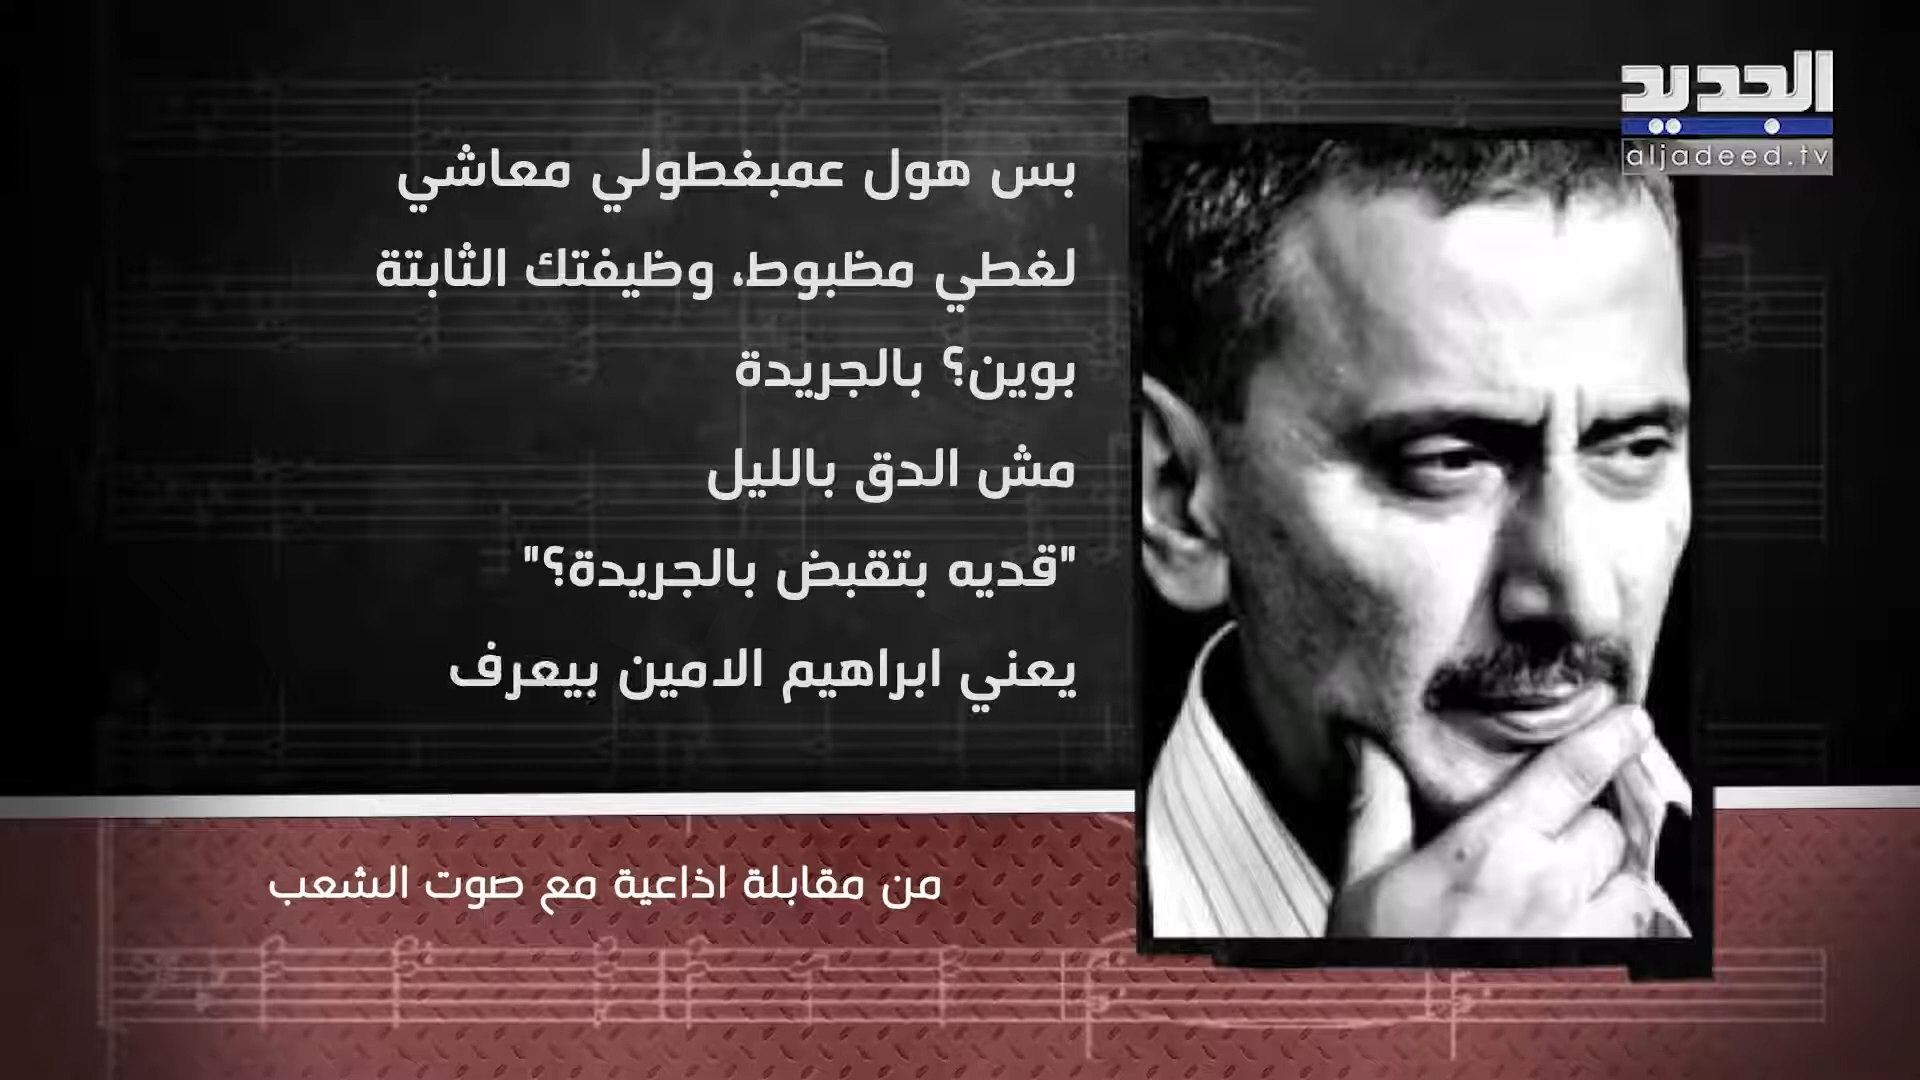 الجديد
aljadeed.tv
بس هول عمبغطولي معاشي
لغطي مظبوط، وظيفتك الثابتة
بوين؟ بالجريدة
مش الدق بالليل
"قديه بتقبض بالجريدة؟"
يعني ابراهيم الامين بيعرف
من مقابلة اذاعية مع صوت الشعب